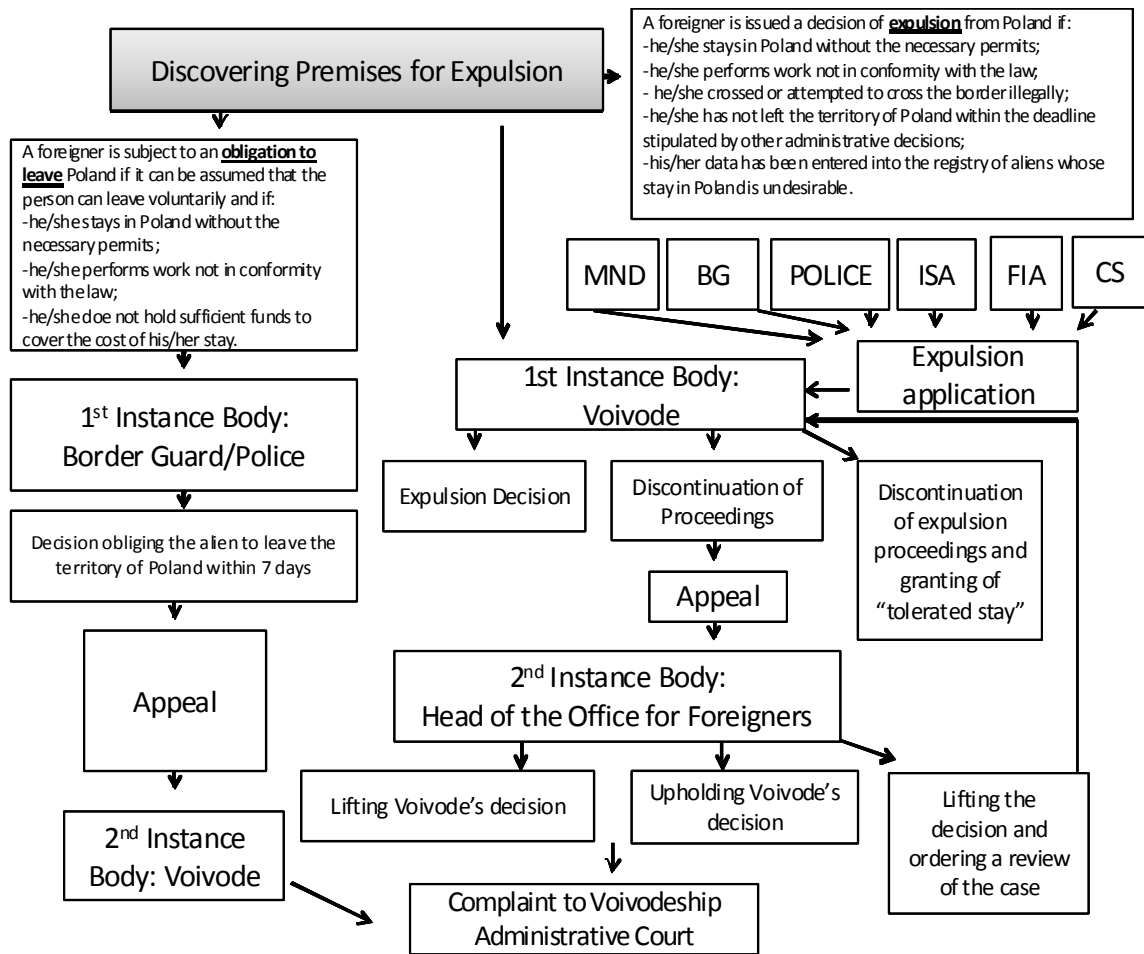 Discovering Premises for Expulsion
A foreigner is issued a decision of expulsion from Poland if:
-he/she stays in Poland without the necessary permits;
-he/she performs work not in conformity with the law;
- he/she crossed or attempted to cross the border illegally;
-he/she has not left the territory of Poland within the deadline
stipulated by other administrative decisions;
-his/her data has been entered into the registry of aliens whose
stay in Poland is undesirable.
A foreigner is subject to an obligation to
leave Poland if it can be assumed that the
person can leave voluntarily and if:
-he/she stays in Poland without the
necessary permits;
-he/she performs work not in conformity
with the law;
-he/she doe not hold sufficient funds to
cover the cost of his/her stay.
MND
BG
POLICE
ISA
FIA
CS
Expulsion
application
1st Instance Body:
Voivode
1st Instance Body:
Border Guard/Police
Expulsion Decision
Discontinuation of
Proceedings
Discontinuation
of expulsion
proceedings and
granting of
“tolerated stay”
Decision obliging the alien to leave the
territory of Poland within 7 days
Appeal
Appeal
2nd Instance Body:
Head of the Office for Foreigners
Lifting Voivode’s decision
Upholding Voivode’s
decision
Lifting the
decision and
ordering a review
of the case
2nd Instance
Body: Voivode
Complaint to Voivodeship
Administrative Court